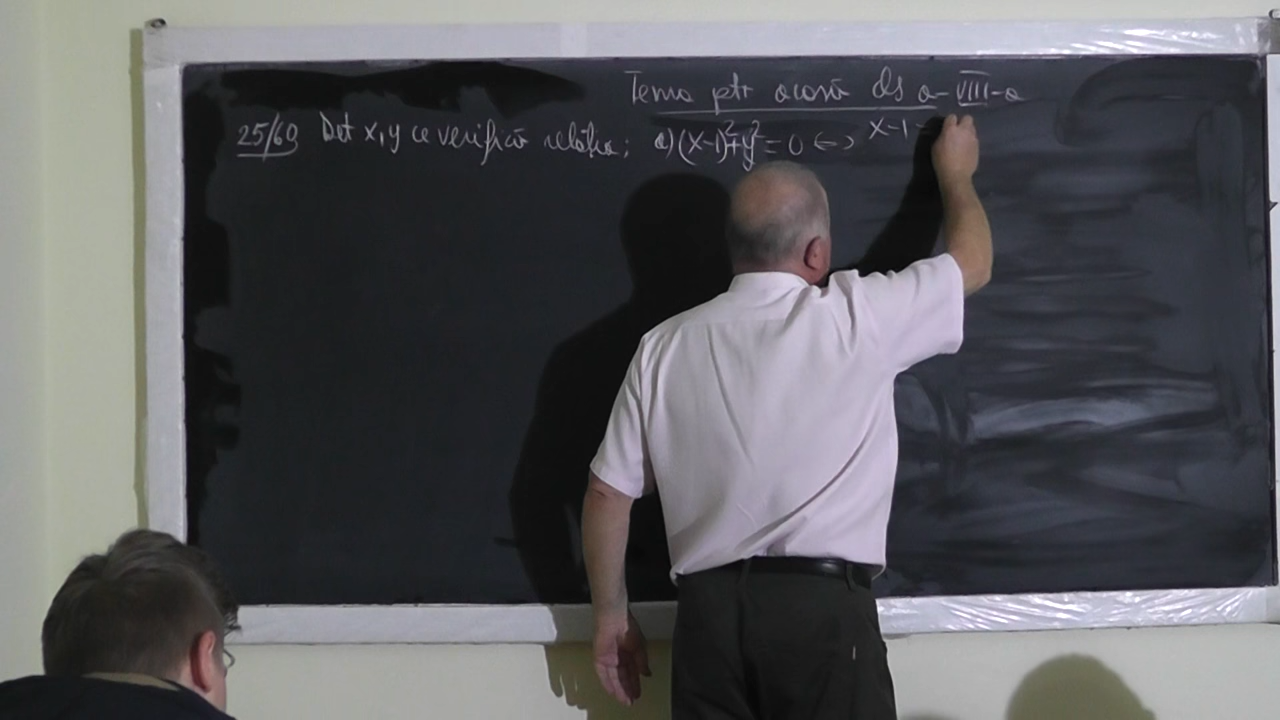 Tema ptr acasă cls a-VIII-a
25/69 Det x,y ce verifică relația; a) (x-1)²+y²=0 <=> x-1=